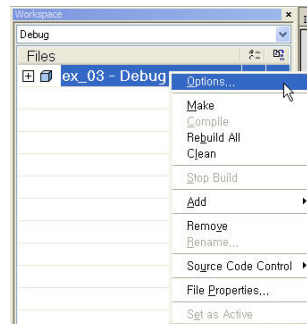 Workspace
Debug
Files
ex_03 - Debug
Options...
Make
Compile
Rebuild All
Clean
Stop Build
Add
Remove
Rename...
Source Code Control
File Properties...
Set as Active